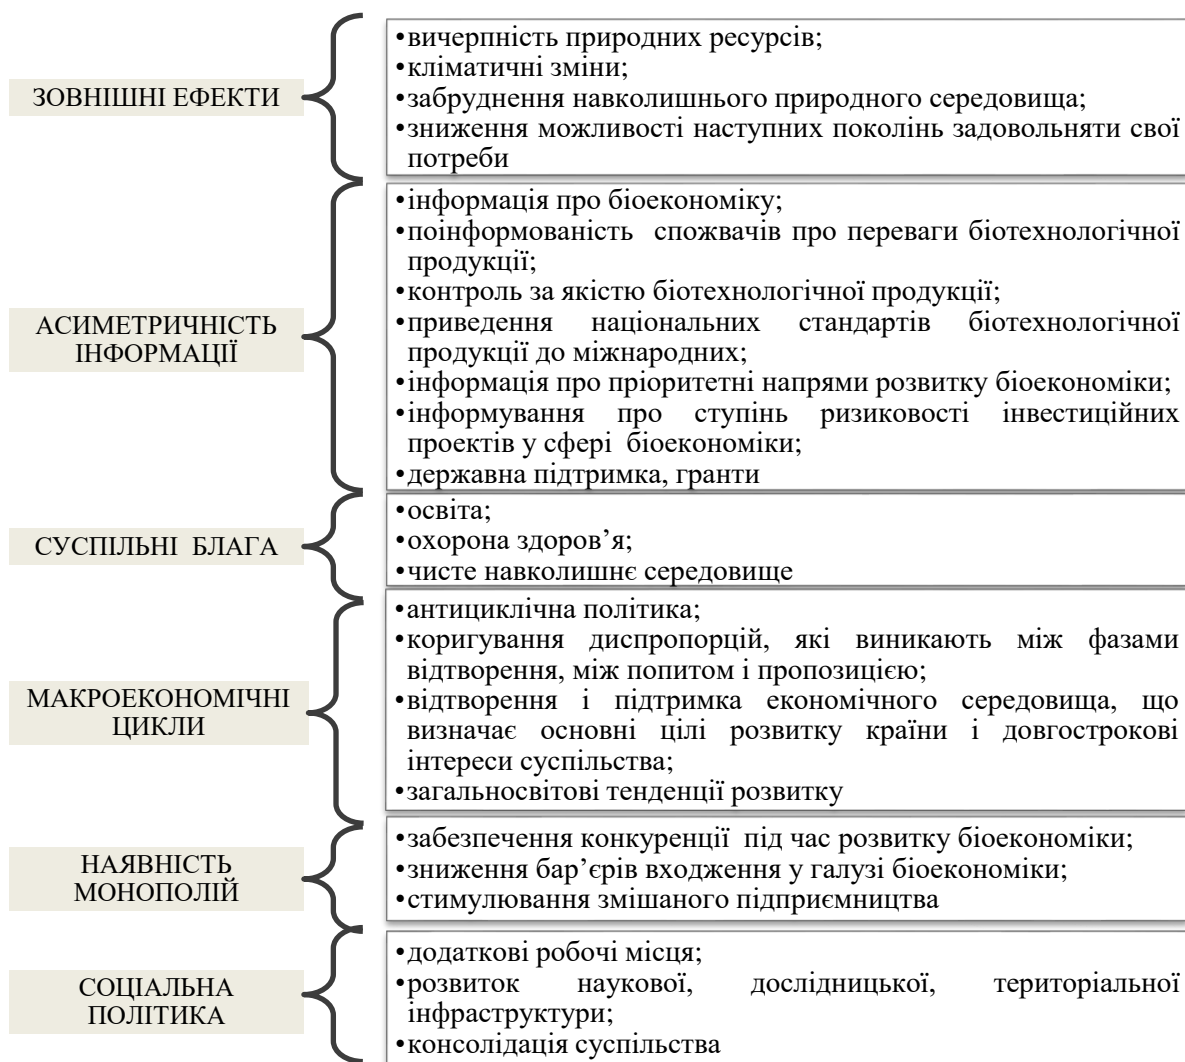 ЗОВНІШНІ ЕФЕКТИ
•вичерпність природних ресурсів;
•кліматичні зміни;
•забруднення навколишнього природного середовища;
•зниження можливості наступних поколінь задовольняти свої
потреби
АСИМЕТРИЧНІСТЬ
ІНФОРМАЦІЇ
•інформація про біоекономіку;
•поінформованість спожвачів про переваги біотехнологічної
продукції;
•контроль за якістю біотехнологічної продукції;
•приведення національних стандартів біотехнологічної
продукції до міжнародних;
•інформація про пріоритетні напрями розвитку біоекономіки;
•інформування про ступінь ризиковості інвестиційних
проектів у сфері біоекономіки;
•державна підтримка, гранти
СУСПІЛЬНІ БЛАГА
•освіта;
•охорона здоров’я;
•чисте навколишнє середовище
МАКРОЕКОНОМІЧНІ
ЦИКЛИ
•антициклічна політика;
•коригування диспропорцій, які виникають між фазами
відтворення, між попитом і пропозицією;
•відтворення і підтримка економічного середовища, що
визначає основні цілі розвитку країни і довгострокові
інтереси суспільства;
•загальносвітові тенденції розвитку
НАЯВНІСТЬ
МОНОПОЛІЙ
•забезпечення конкуренції під час розвитку біоекономіки;
•зниження бар’єрів входження у галузі біоекономіки;
•стимулювання змішаного підприємництва
СОЦІАЛЬНА
ПОЛІТИКА
•додаткові робочі місця;
•розвиток наукової, дослідницької, територіальної
інфраструктури;
•консолідація суспільства